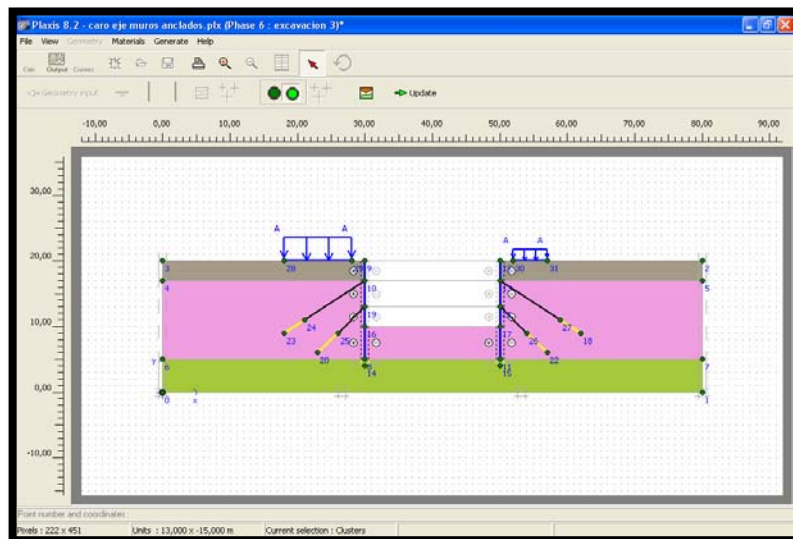 Plaxis 8.2 - caro eje muros anclados.plx (Phase 6 : excavacion 3)*
File View Geometry Materials Generate Help
Calc Output Curves
Geometry input Update
-10,00 0,00 10,00 20,00 30,00 40,00 50,00 60,00 70,00 80,00 90,00
30,00
A A A A
20,00
3 28 29 9 30 31 2
4 10 5
10,00
24 19 27
23 25 16 17 26 18
Y 20 22
6 14 11 15 7
0,00
0 x 1
-10,00
Point number and coordinates :
Pixels : 222 x 451 Units : 13,000 x -15,000 m Current selection : Clusters